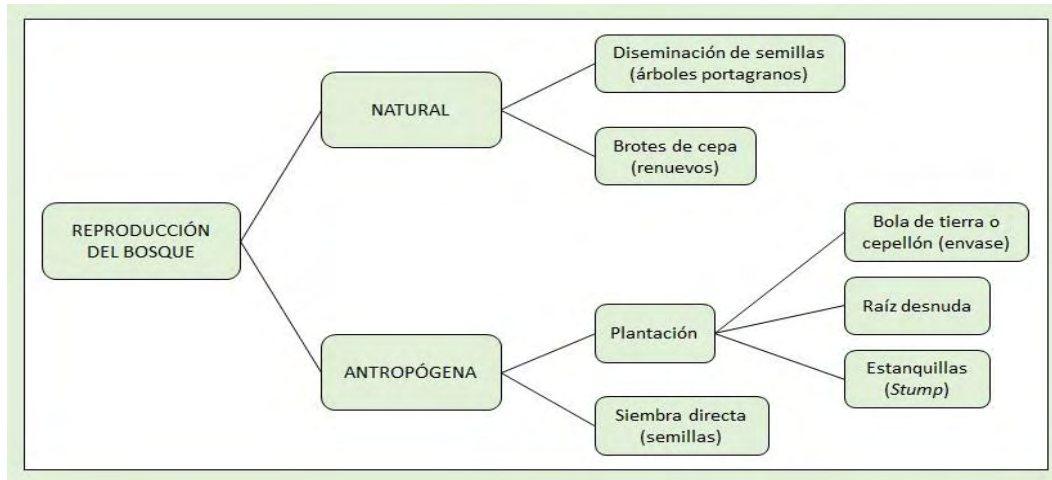 REPRODUCCIÓN
DEL BOSQUE
NATURAL
Diseminación de semillas
(árboles portagranos)
Brotes de cepa
(renuevos)
ANTROPÓGENA
Plantación
Bola de tierra o
cepellón (envase)
Raíz desnuda
Estanquillas
(Stump)
Siembra directa
(semillas)